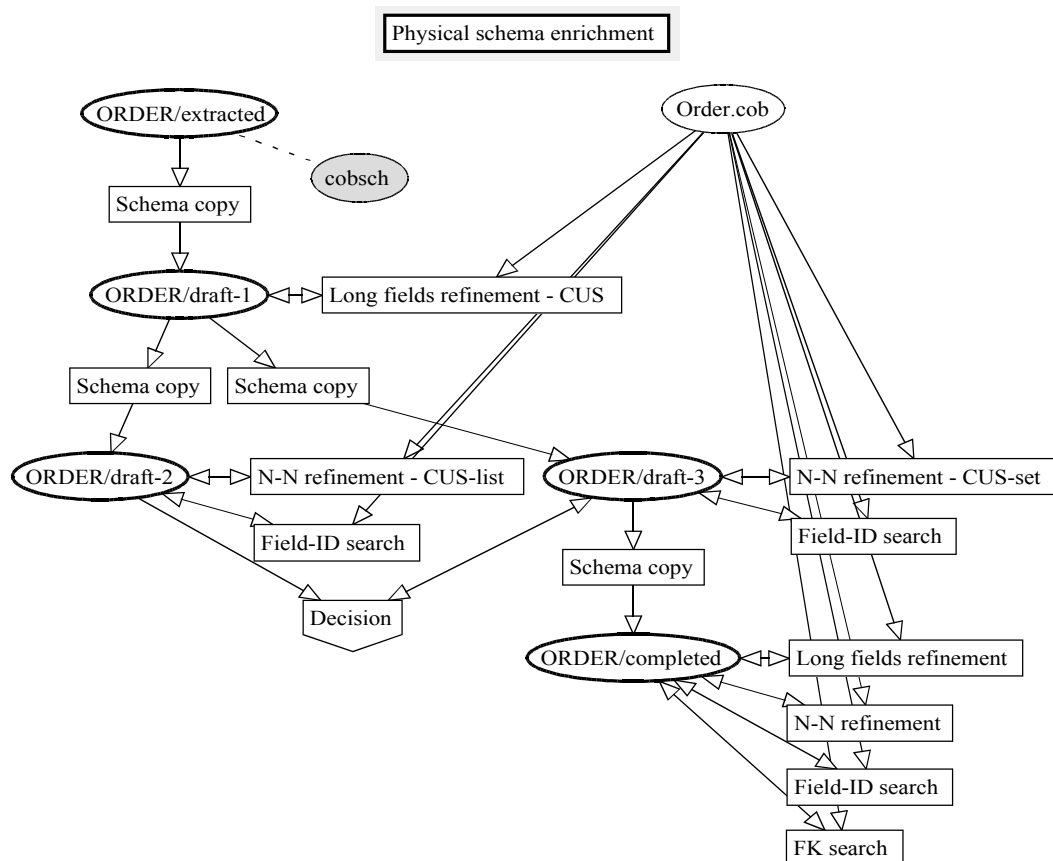 Physical schema enrichment
ORDER/extracted
Order.cob
cobsch
Schema copy
ORDER/draft-1
Long fields refinement - CUS
Schema copy
Schema copy
ORDER/draft-2
N-N refinement - CUS-list
ORDER/draft-3
N-N refinement - CUS-set
Field-ID search
Field-ID search
Schema copy
Decision
ORDER/completed
Long fields refinement
N-N refinement
Field-ID search
FK search